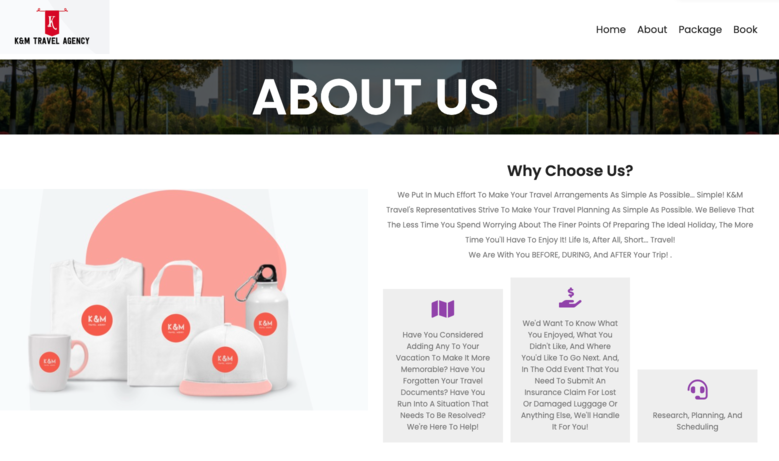 K
K&M TRAVEL AGENCY
Home About Package Book
ABOUT US
Why Choose Us?
We Put In Much Effort To Make Your Travel Arrangements As Simple As Possible... Simple! K&M
Travel's Representatives Strive To Make Your Travel Planning As Simple As Possible. We Believe That
The Less Time You Spend Worrying About The Finer Points Of Preparing The Ideal Holiday, The More
Time You'll Have To Enjoy It! Life Is, After All, Short... Travel!
We Are With You BEFORE, DURING, And AFTER Your Trip! .
K&M
K&M
K&M
K&M
K&M
Have You Considered
Adding Any To Your
Vacation To Make It More
Memorable? Have You
Forgotten Your Travel
Documents? Have You
Run Into A Situation That
Needs To Be Resolved?
We're Here To Help!
$
We'd Want To Know What
You Enjoyed, What You
Didn't Like, And Where
You'd Like To Go Next. And,
In The Odd Event That You
Need To Submit An
Insurance Claim For Lost
Or Damaged Luggage Or
Anything Else, We'll Handle
It For You!
Research, Planning, And
Scheduling